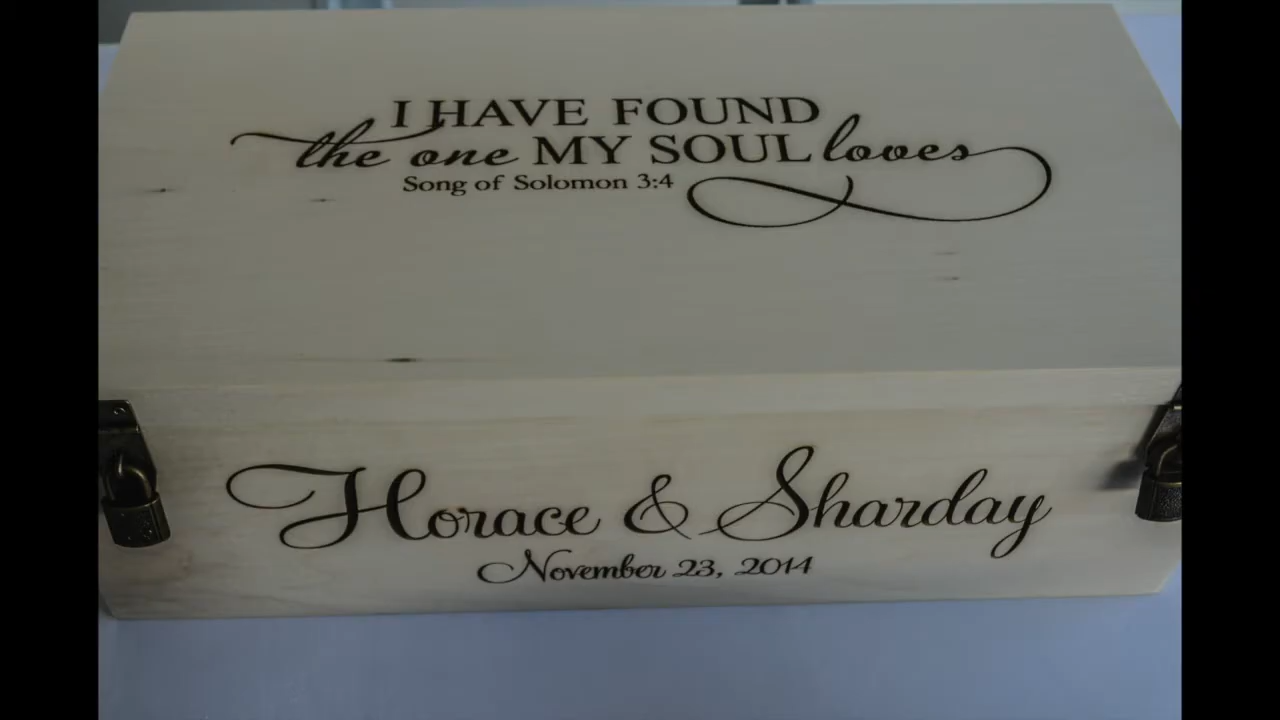 I HAVE FOUND
the one MY SOUL loves
Song of Solomon 3:4
Horace & Sharday
November 23, 2014